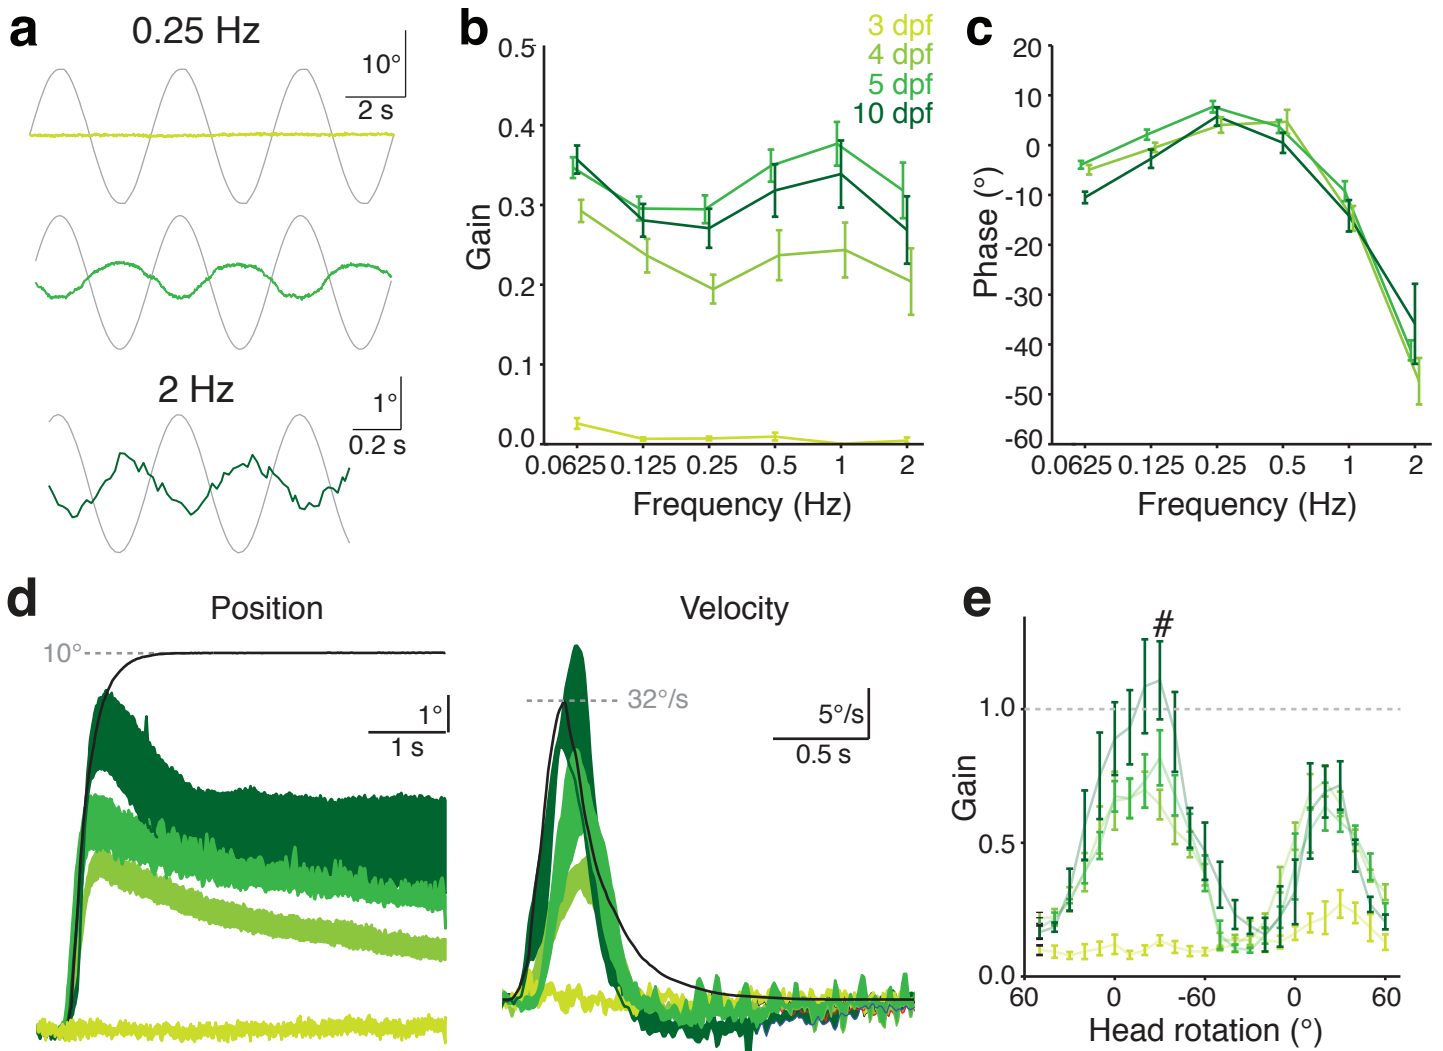 a
0.25 Hz
10°
2 s
2 Hz
1°
0.2 s
b
3 dpf
4 dpf
5 dpf
10 dpf
0.5
0.4
0.3
0.2
0.1
0.0
Gain
0.0625 0.125 0.25 0.5 1 2
Frequency (Hz)
c
20
10
0
-10
-20
-30
-40
-50
-60
Phase (°)
0.0625 0.125 0.25 0.5 1 2
Frequency (Hz)
d
Position
10°
1°
1 s
Velocity
32°/s
5°/s
0.5 s
e
#
1.0
0.5
0.0
Gain
60 0 -60 0 60
Head rotation (°)